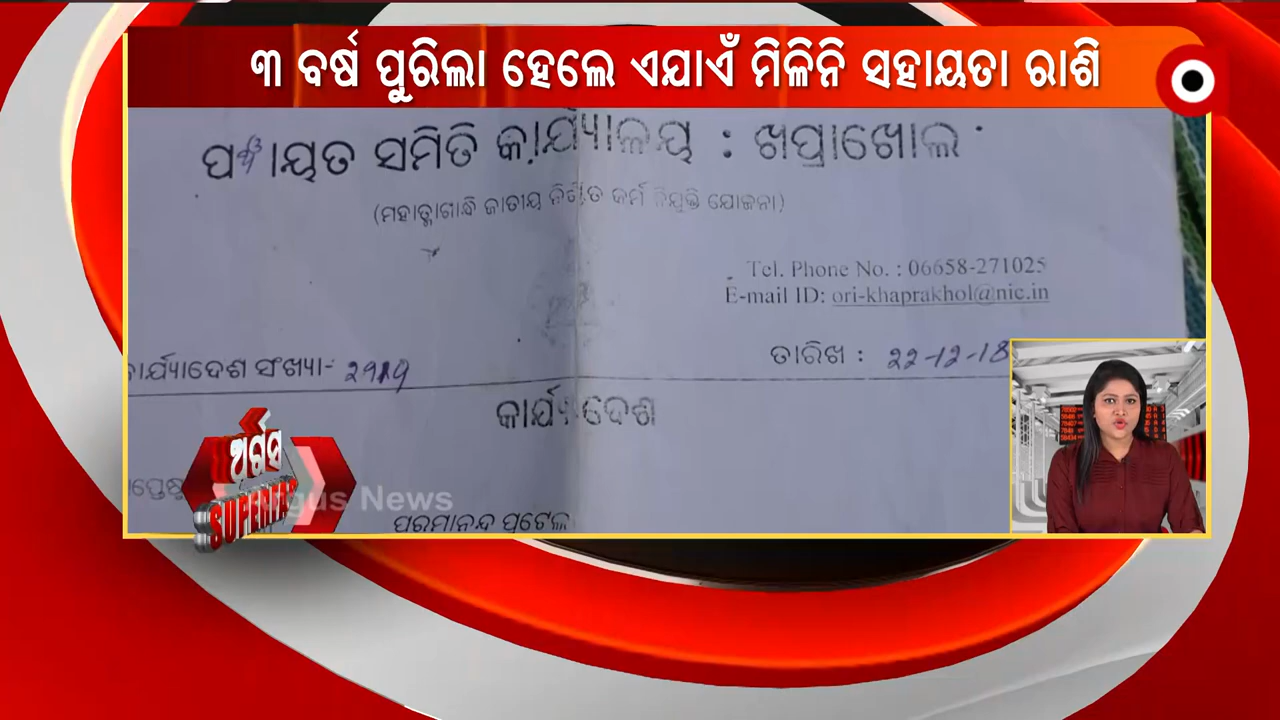 ୩ ବର୍ଷ ପୁରିଲା ହେଲେ ଏଯାଏଁ ମିଳିନି ସହାୟତା ରାଶି
ପଞ୍ଚାୟତ ସମିତି କାର୍ଯ୍ୟାଳୟ : ଖପ୍ରାଖୋଲ
(ମହାତ୍ମାଗାନ୍ଧି ଜାତୀୟ ନିଶ୍ଚିତ କର୍ମ ନିଯୁକ୍ତି ଯୋଜନା)
Tel. Phone No. : 06658-271025
E-mail ID: ori-khaprakhol@nic.in
କାର୍ଯ୍ୟାଦେଶ ସଂଖ୍ୟା-
ତାରିଖ : 22-12-18
କାର୍ଯ୍ୟାଦେଶ
ଅର୍ଗସ
SUPERFAST
Argus News
ପରମାନନ୍ଦ ପଟେଲ